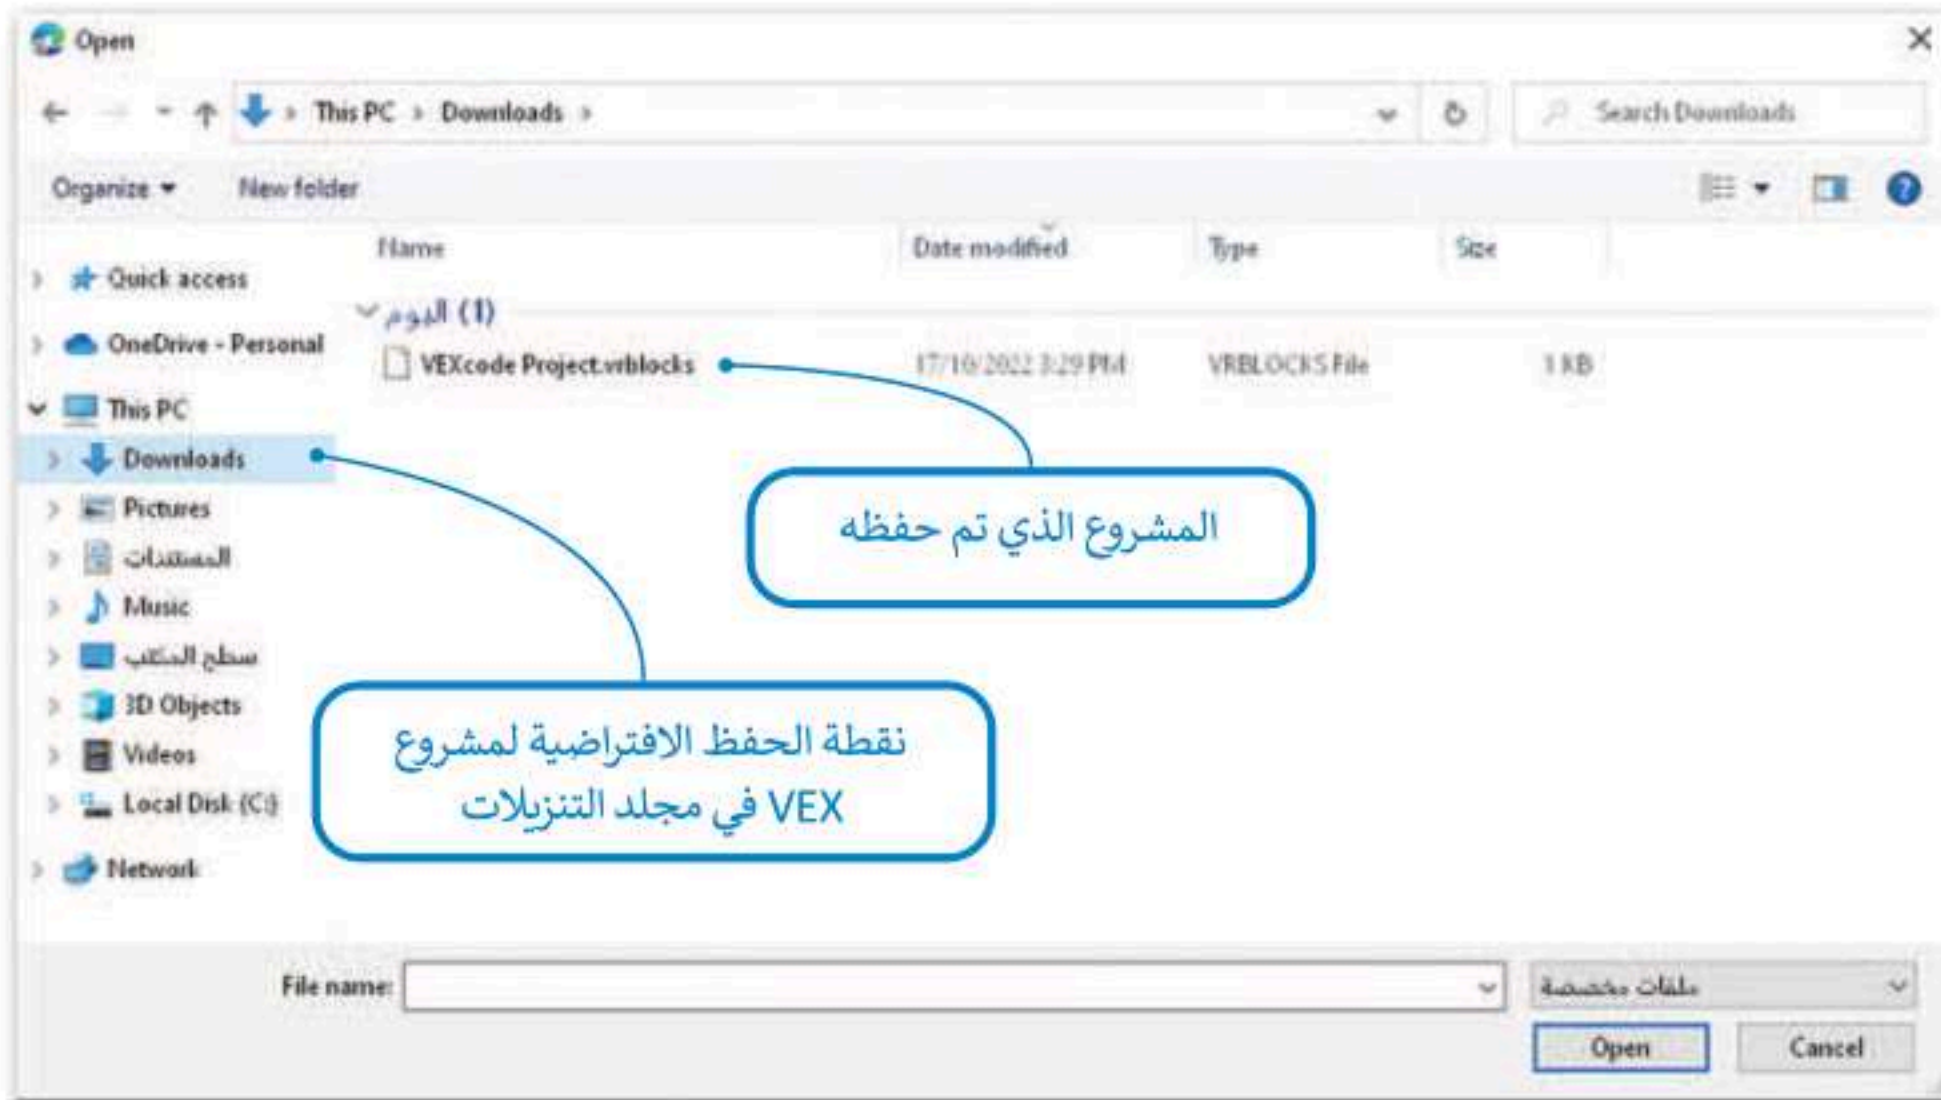 Open
This PC > Downloads >
Search Downloads
Organize
New folder
Name
Date modified
Type
Size
Quick access
(1) اليوم
OneDrive - Personal
VEXcode Project.vrblocks
17/10/2022 3:29 PM
VRBLOCKS File
1 KB
This PC
Downloads
Pictures
المشروع الذي تم حفظه
المستندات
Music
سطح المكتب
3D Objects
نقطة الحفظ الافتراضية لمشروع
VEX في مجلد التنزيلات
Videos
Local Disk (C:)
Network
File name:
ملفات مخصصة
Open
Cancel